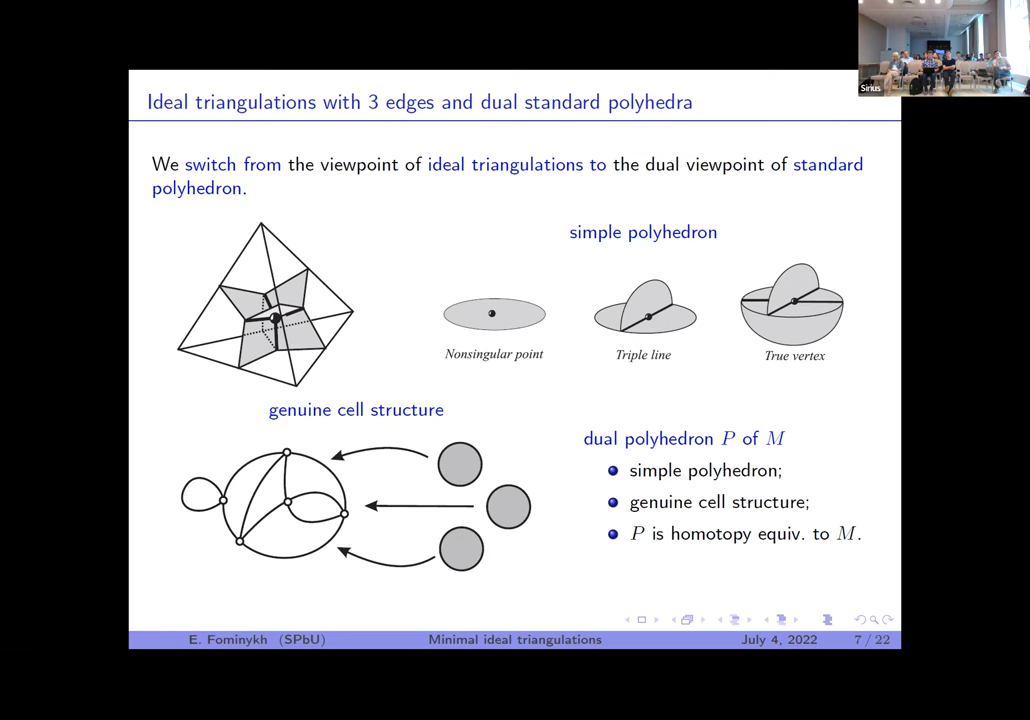 Sirius
Ideal triangulations with 3 edges and dual standard polyhedra
We switch from the viewpoint of ideal triangulations to the dual viewpoint of standard
polyhedron.
simple polyhedron
Nonsingular point
Triple line
True vertex
genuine cell structure
dual polyhedron P of M
simple polyhedron;
genuine cell structure;
P is homotopy equiv. to M.
E. Fominykh (SPbU) Minimal ideal triangulations July 4, 2022 7 / 22